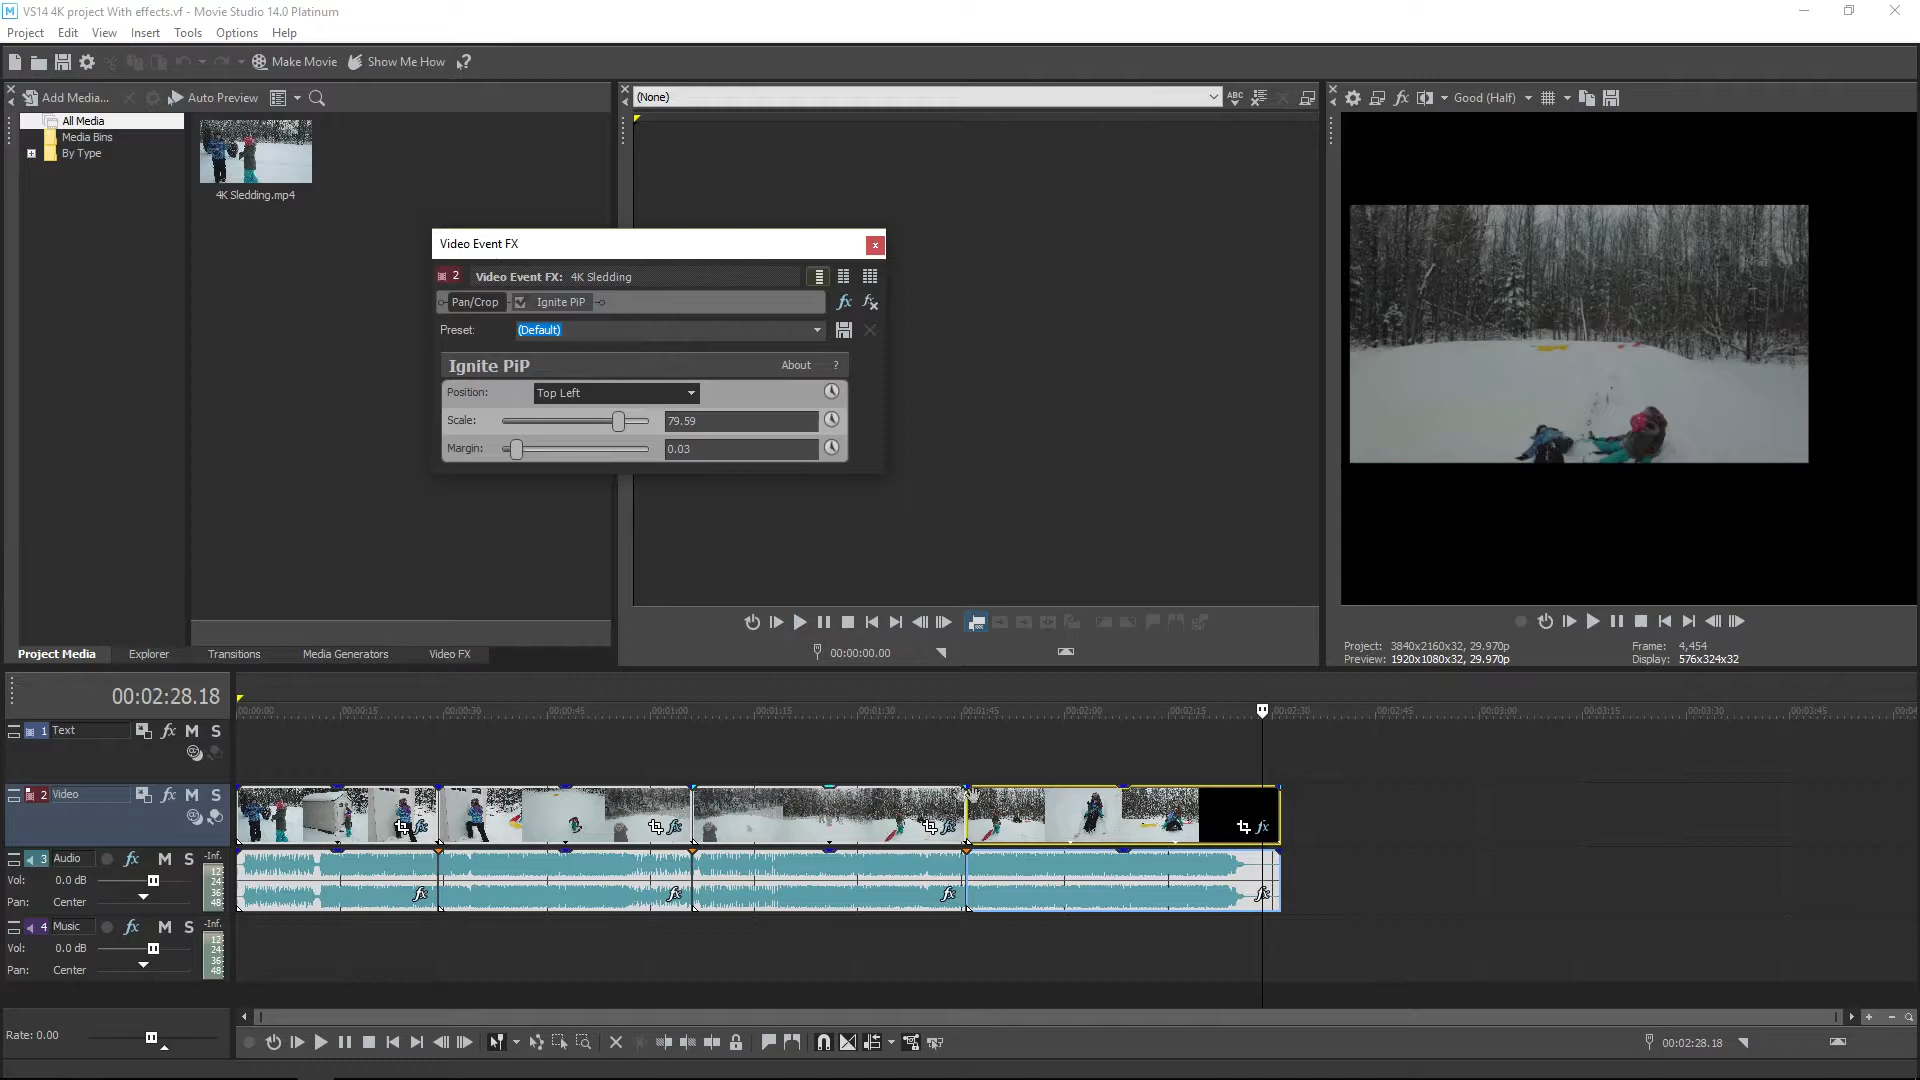 VS14 4K project With effects.vf - Movie Studio 14.0 Platinum
Project Edit View Insert Tools Options Help
Make Movie Show Me How
Add Media... Auto Preview
(None)
Good (Half)
All Media
Media Bins
By Type
4K Sledding.mp4
Video Event FX
2 Video Event FX: 4K Sledding
Pan/Crop Ignite PiP
Preset: (Default)
Ignite PiP About ?
Position: Top Left
Scale: 79.59
Margin: 0.03
00:00:00.00
Project: 3840x2160x32, 29.970p Frame: 4,454
Preview: 1920x1080x32, 29.970p Display: 576x324x32
Project Media Explorer Transitions Media Generators Video FX
00:02:28.18
00:00:00 00:00:15 00:00:30 00:00:45 00:01:00 00:01:15 00:01:30 00:01:45 00:02:00 00:02:15 00:02:30 00:02:45 00:03:00 00:03:15 00:03:30 00:03:45
1 Text M S
2 Video M S
3 Audio M S -Inf.
Vol: 0.0 dB
Pan: Center
12
24
36
48
4 Music M S -Inf.
Vol: 0.0 dB
Pan: Center
12
24
36
48
Rate: 0.00
00:02:28.18